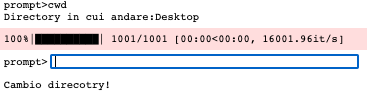 prompt>cwd
Directory in cui andare:Desktop
100%|██████████| 1001/1001 [00:00<00:00, 16001.96it/s]
prompt>
Cambio direcotry!